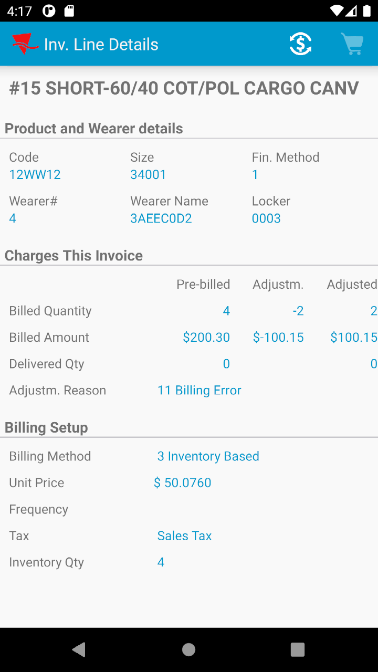 4:17
Inv. Line Details
#15 SHORT-60/40 COT/POL CARGO CANV
Product and Wearer details
Code Size Fin. Method
12WW12 34001 1
Wearer# Wearer Name Locker
4 3AEEC0D2 0003
Charges This Invoice
Pre-billed Adjustm. Adjusted
Billed Quantity 4 -2 2
Billed Amount $200.30 $-100.15 $100.15
Delivered Qty 0 0
Adjustm. Reason 11 Billing Error
Billing Setup
Billing Method 3 Inventory Based
Unit Price $ 50.0760
Frequency
Tax Sales Tax
Inventory Qty 4